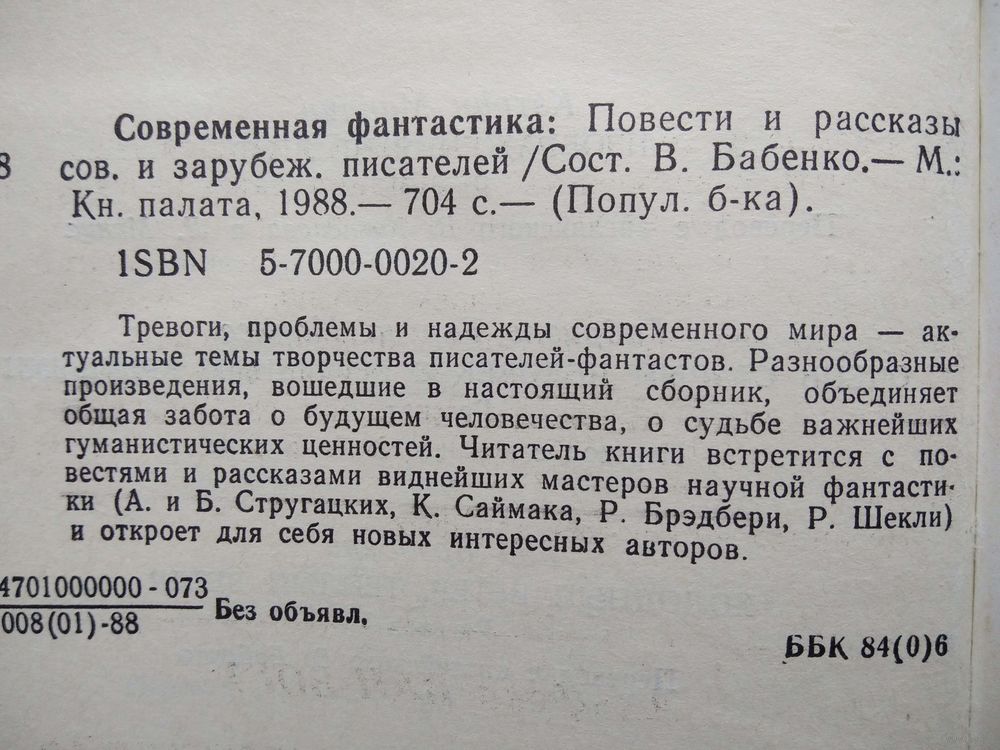 Современная фантастика: Повести и рассказы
8 сов. и зарубеж. писателей /Сост. В. Бабенко.— М.:
Кн. палата, 1988.— 704 с.— (Попул. б-ка).
ISBN 5-7000-0020-2
Тревоги, проблемы и надежды современного мира — ак-
туальные темы творчества писателей-фантастов. Разнообразные
произведения, вошедшие в настоящий сборник, объединяет
общая забота о будущем человечества, о судьбе важнейших
гуманистических ценностей. Читатель книги встретится с по-
вестями и рассказами виднейших мастеров научной фантасти-
ки (А. и Б. Стругацких, К. Саймака, Р. Брэдбери, Р. Шекли)
и откроет для себя новых интересных авторов.
4701000000 - 073
008(01)-88
Без объявл.
ББК 84(0)6